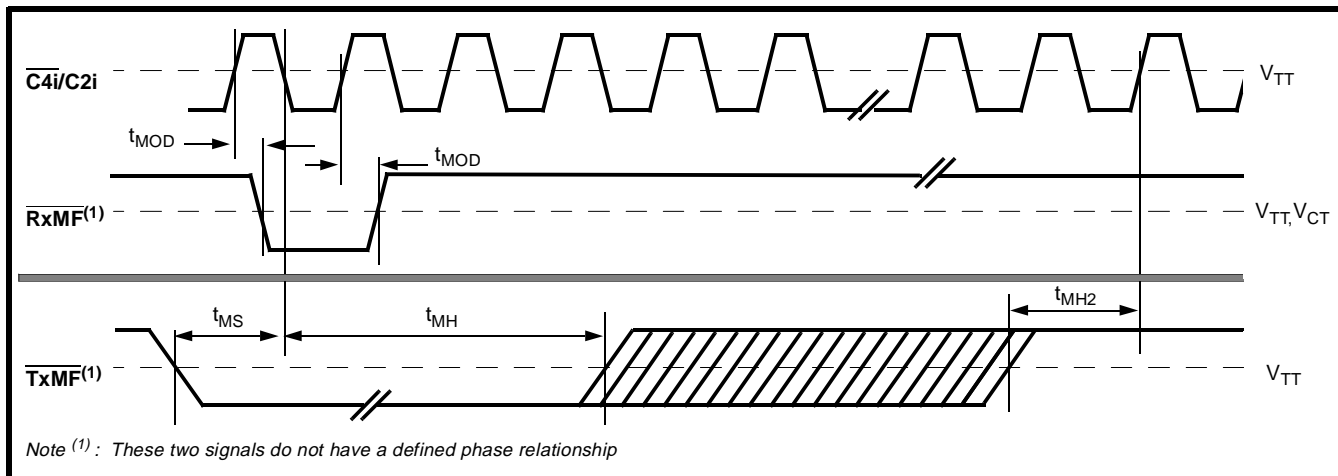 C4i/C2i
V_TT
t_MOD
t_MOD
RxMF(1)
V_TT,V_CT
t_MS
t_MH
t_MH2
TxMF(1)
V_TT
Note (1) : These two signals do not have a defined phase relationship